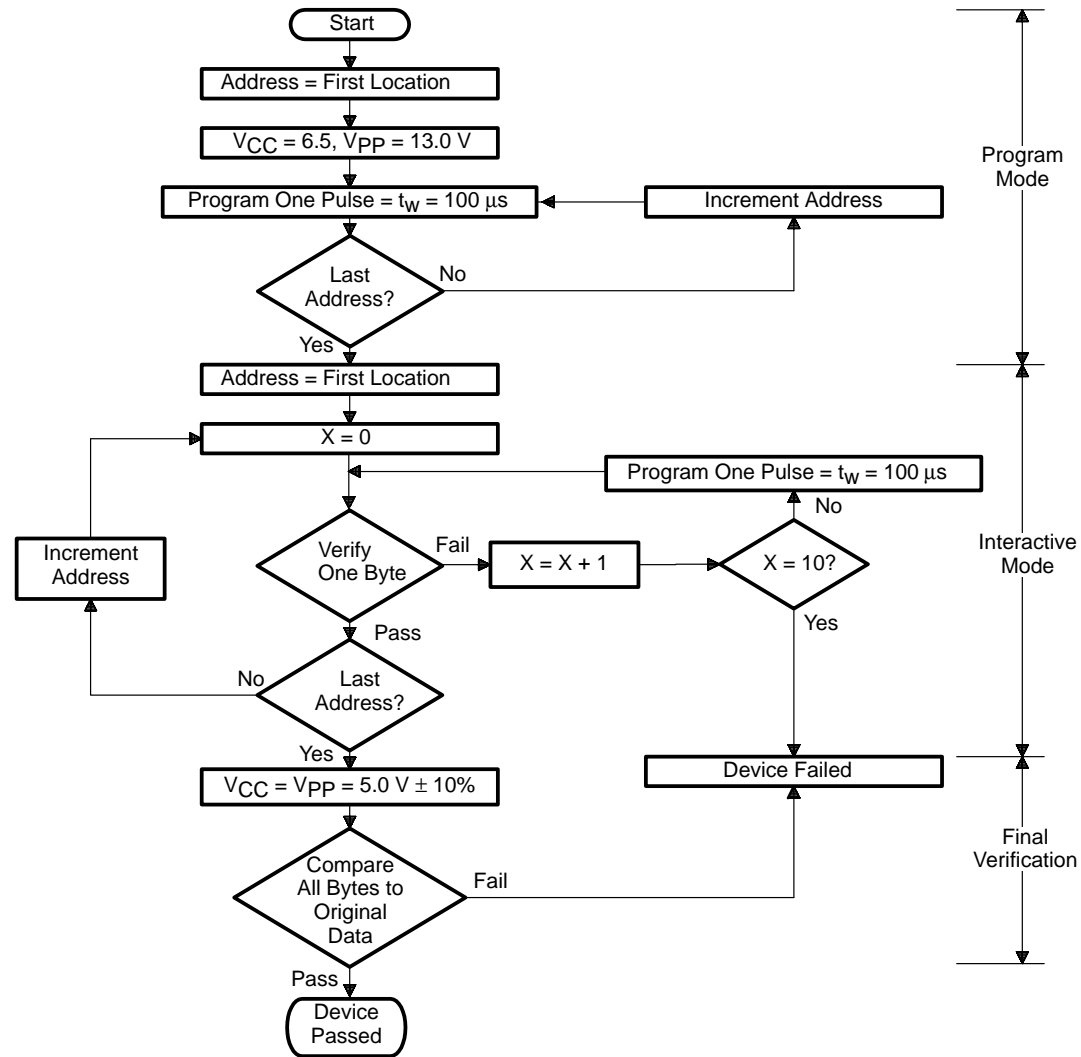 Start
Address = First Location
VCC = 6.5, VPP = 13.0 V
Program
Mode
Program One Pulse = tw = 100 μs
Increment Address
Last
Address?
No
Yes
Address = First Location
X = 0
Program One Pulse = tw = 100 μs
No
Increment
Address
Verify
One Byte
Fail
X = X + 1
X = 10?
Interactive
Mode
Pass
Yes
No
Last
Address?
Yes
VCC = VPP = 5.0 V ± 10%
Device Failed
Compare
All Bytes to
Original
Data
Fail
Final
Verification
Pass
Device
Passed